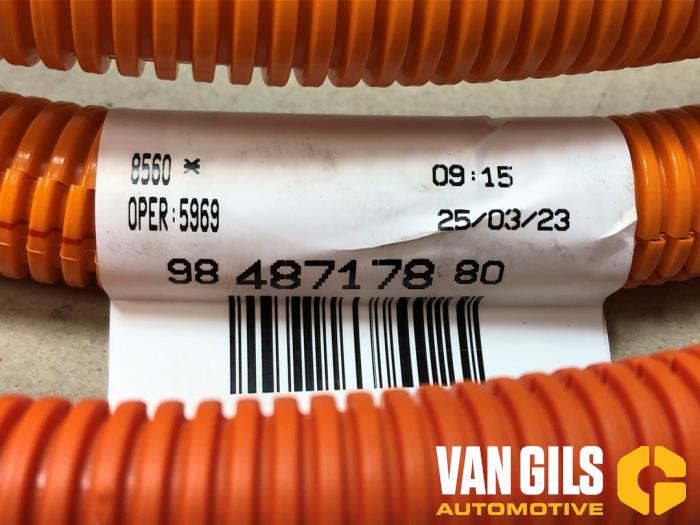 8560 * 09:15
OPER:5969 25/03/23
98 487178 80
VAN GILS
AUTOMOTIVE